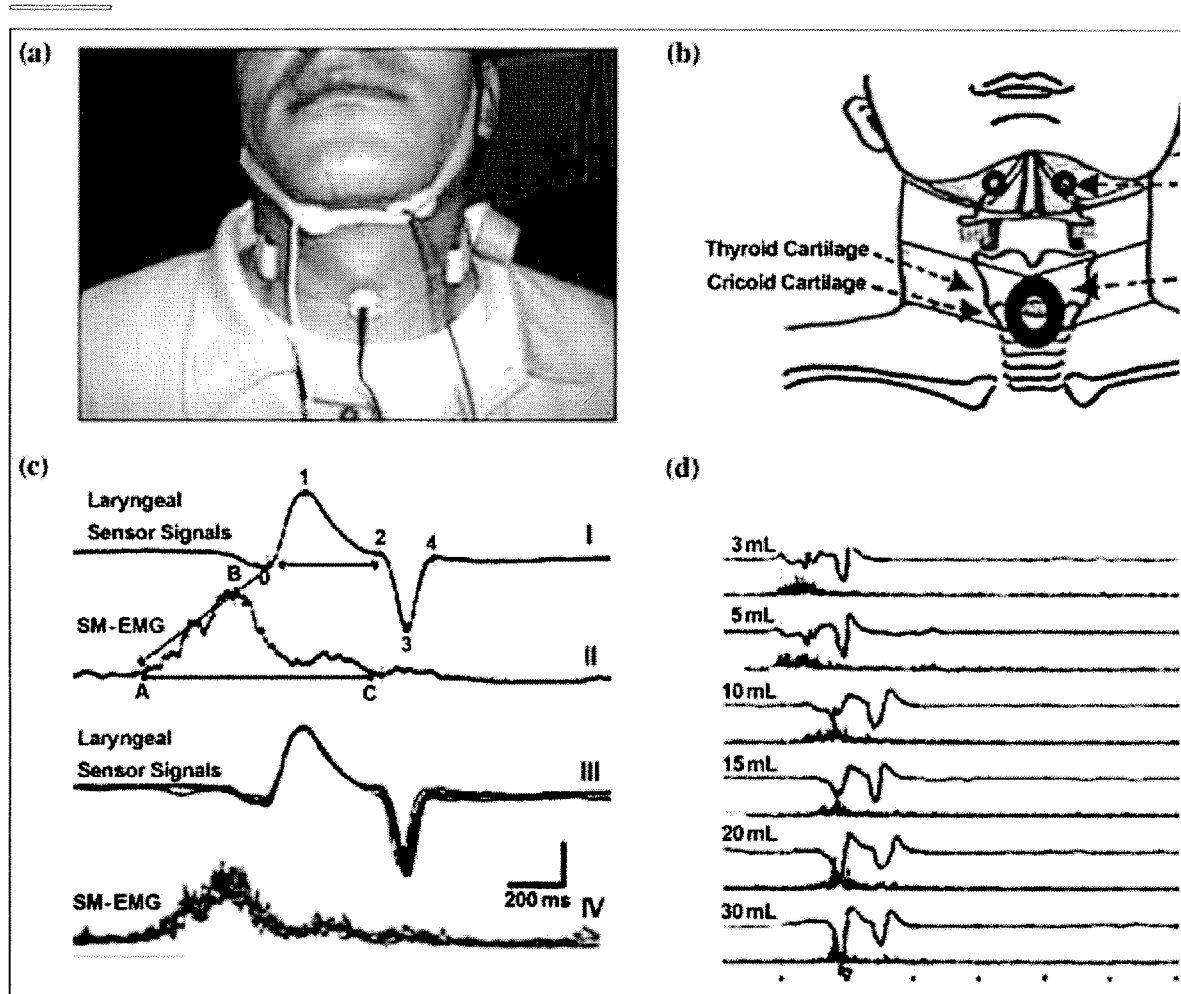 (a)
(b)
Thyroid Cartilage
Cricoid Cartilage
(c)
Laryngeal
Sensor Signals
1
2
4
I
B
0
3
SM-EMG
II
A
C
Laryngeal
Sensor Signals
III
SM-EMG
200 ms
IV
(d)
3 mL
5 mL
10 mL
15 mL
20 mL
30 mL